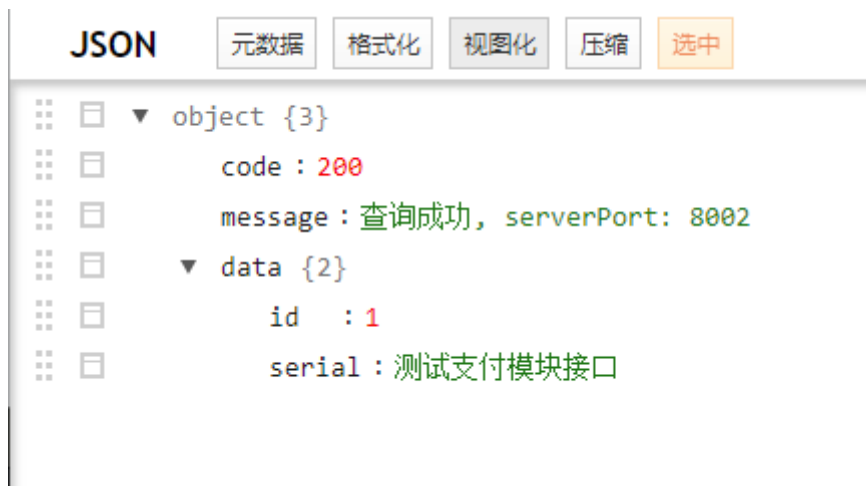 JSON 元数据 格式化 视图化 压缩 选中
object {3}
code : 200
message : 查询成功, serverPort: 8002
data {2}
id : 1
serial : 测试支付模块接口